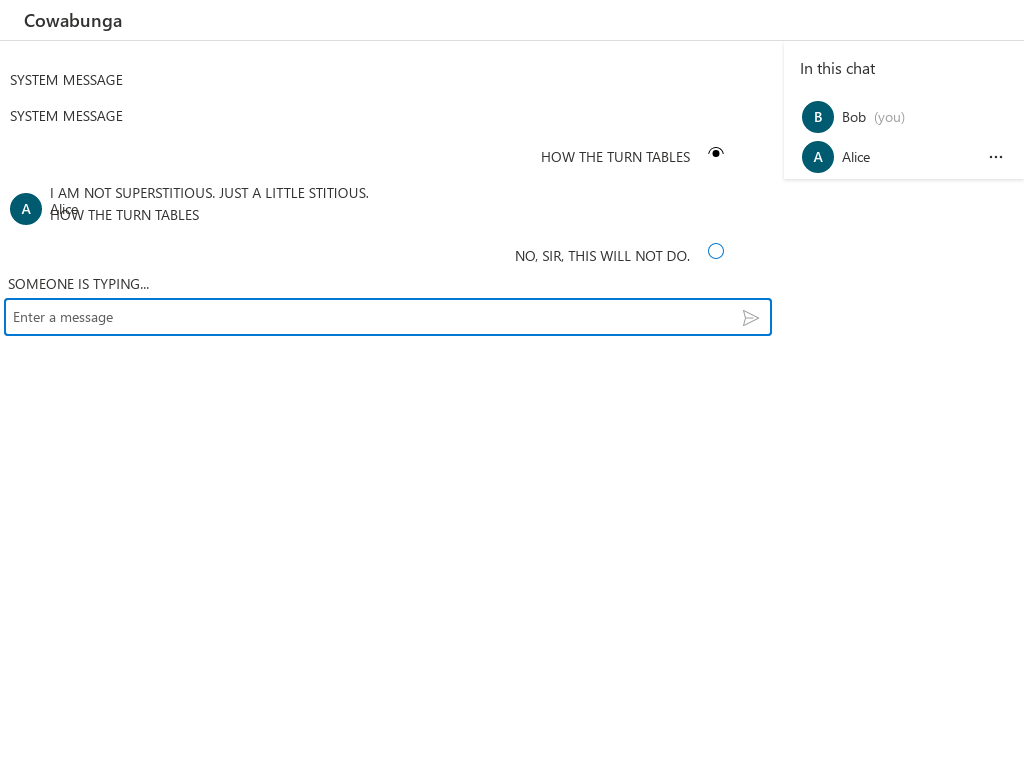 Cowabunga
SYSTEM MESSAGE
SYSTEM MESSAGE
HOW THE TURN TABLES
I AM NOT SUPERSTITIOUS. JUST A LITTLE STITIOUS.
A
Alice
HOW THE TURN TABLES
NO, SIR, THIS WILL NOT DO.
SOMEONE IS TYPING...
Enter a message
In this chat
B Bob (you)
A Alice